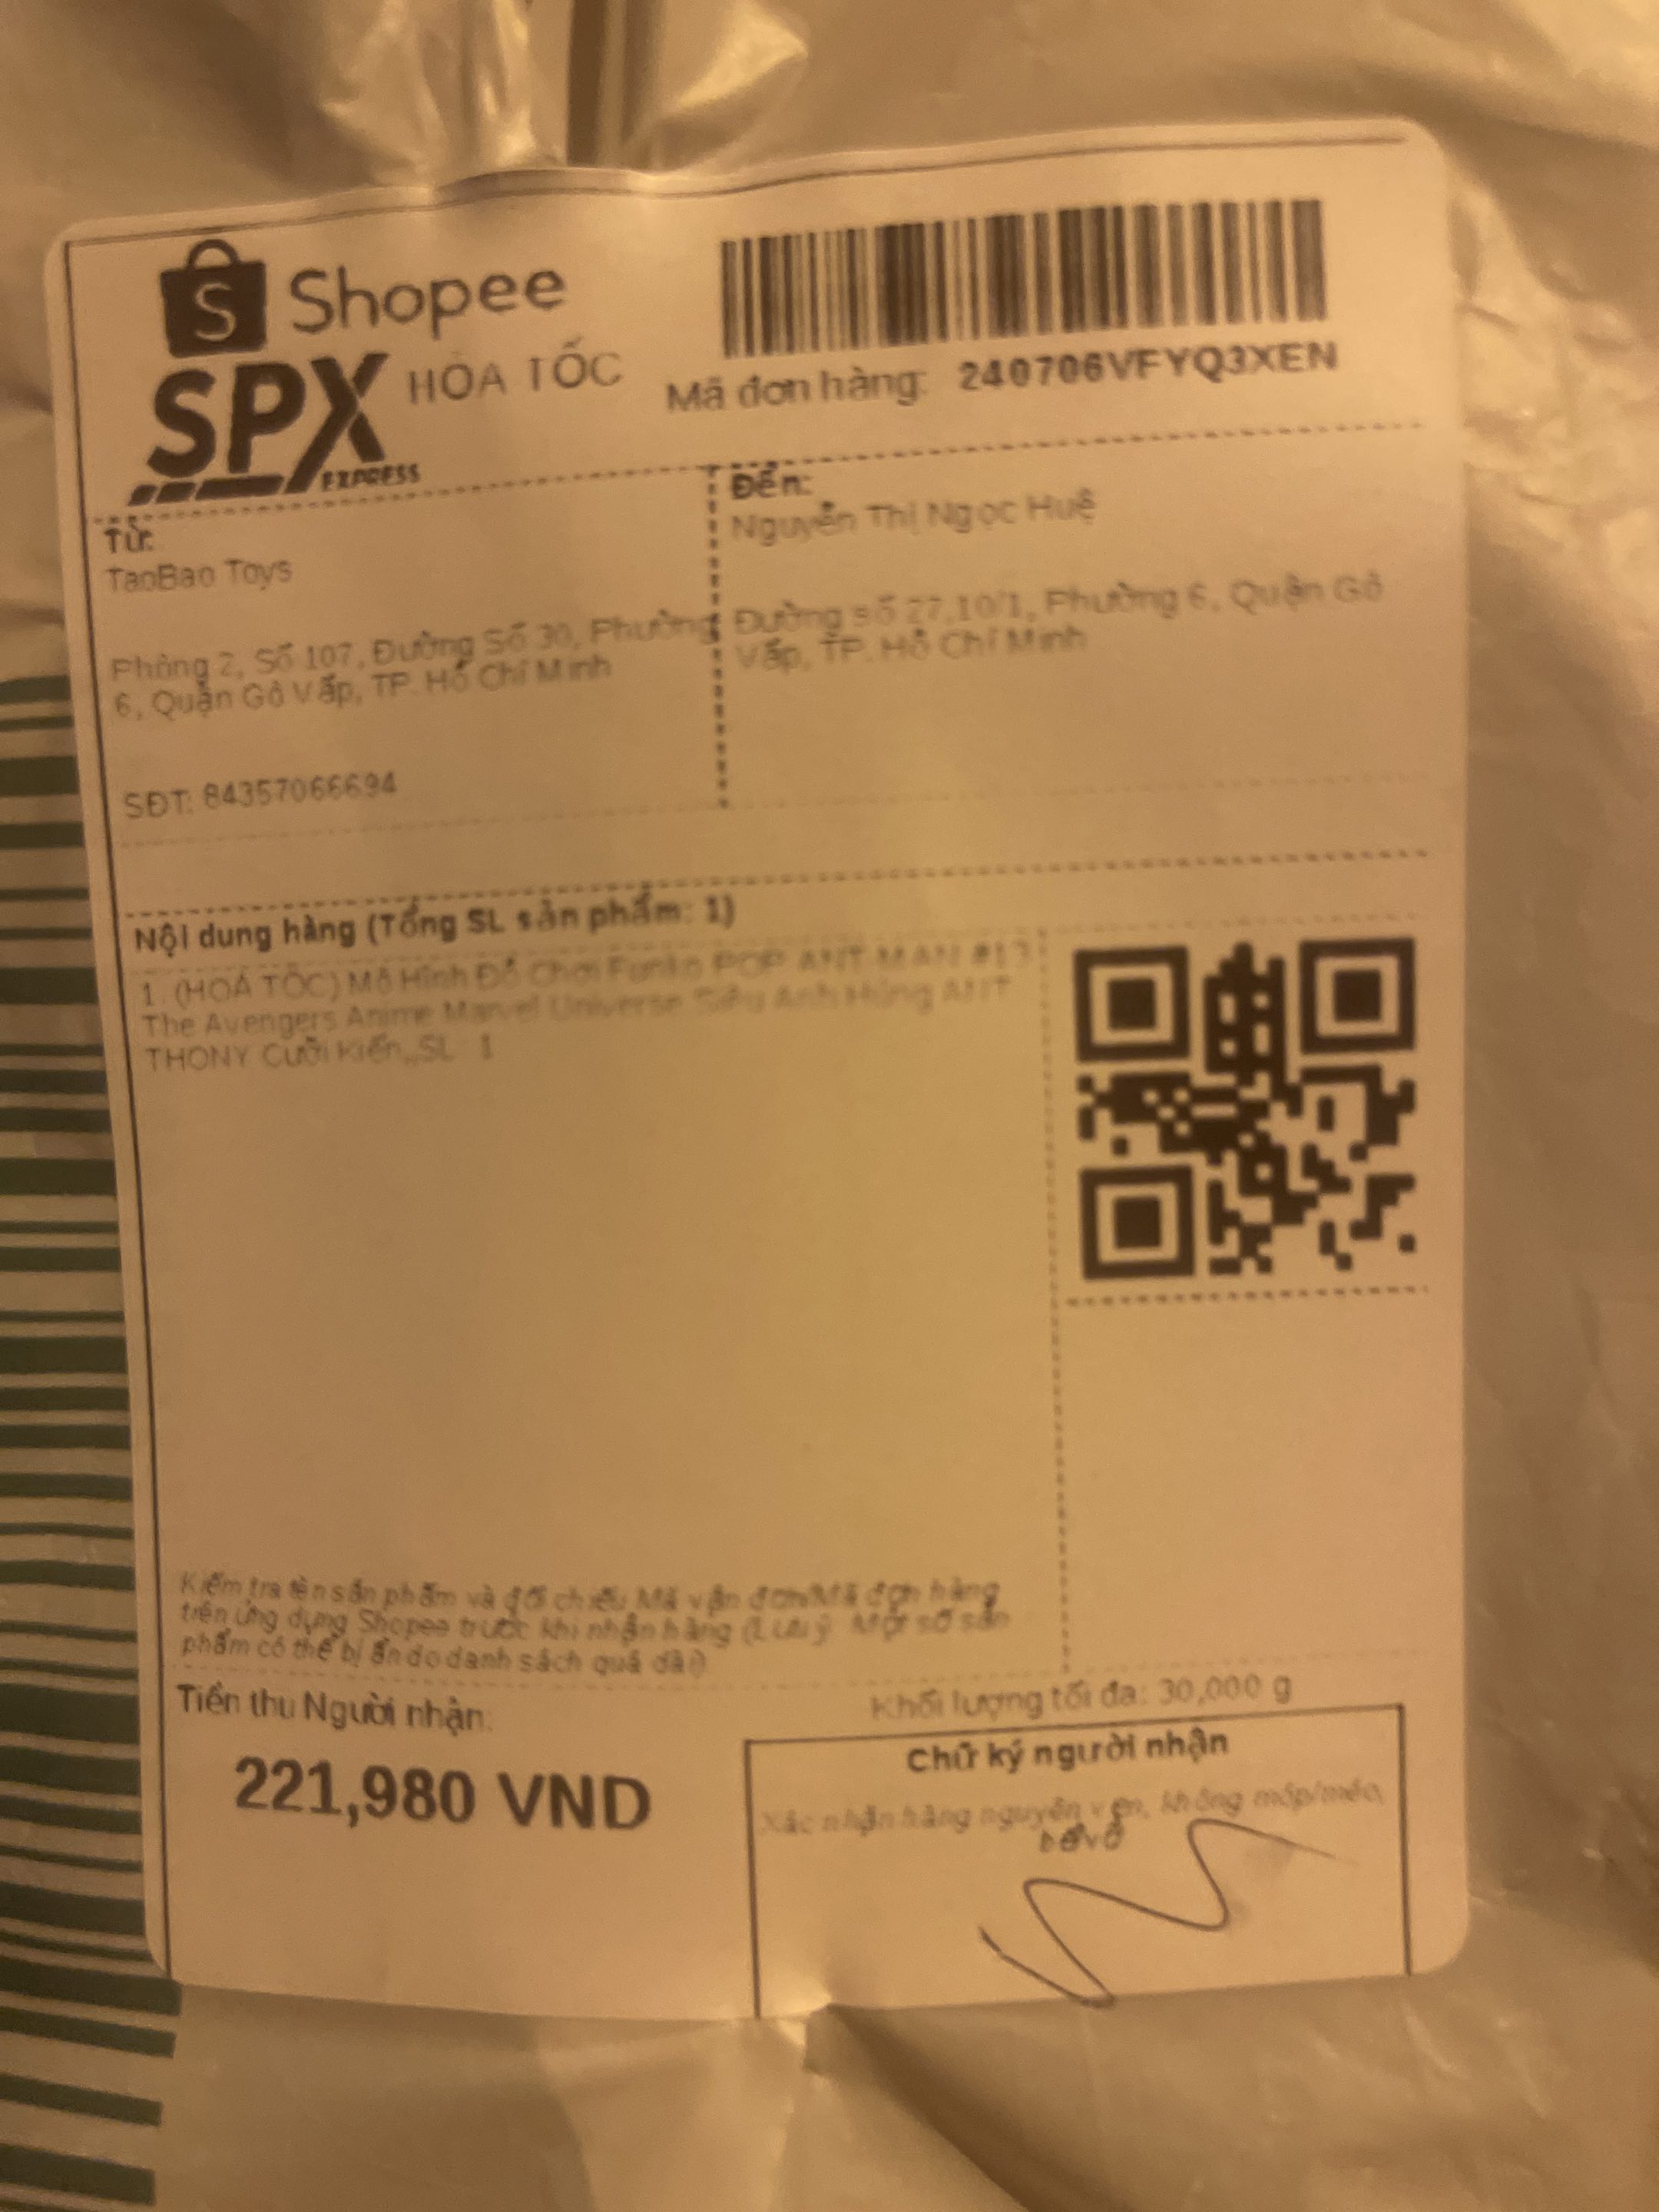 Shopee
SPX HỎA TỐC
EXPRESS
Mã đơn hàng: 240706VFYQ3XEN
Từ:
TaoBao Toys
Phòng 2, Số 107, Đường Số 30, Phường
6, Quận Gò Vấp, TP. Hồ Chí Minh
SĐT: 84357066694
Đến:
Nguyễn Thị Ngọc Huệ
Đường số 27,10/1, Phường 6, Quận Gò
Vấp, TP. Hồ Chí Minh
Nội dung hàng (Tổng SL sản phẩm: 1)
1. (HOẢ TỐC) Mô Hình Đồ Chơi Funko POP ANT MAN #13
The Avengers Anime Marvel Universe Siêu Anh Hùng ANT
THONY Cưỡi Kiến,,SL: 1
Kiểm tra tên sản phẩm và đối chiếu Mã vận đơn/Mã đơn hàng
trên ứng dụng Shopee trước khi nhận hàng (Lưu ý: Một số sản
phẩm có thể bị ẩn do danh sách quá dài)
Tiền thu Người nhận:
221,980 VND
Khối lượng tối đa: 30,000 g
Chữ ký người nhận
Xác nhận hàng nguyên vẹn, không móp/méo,
bể/vỡ